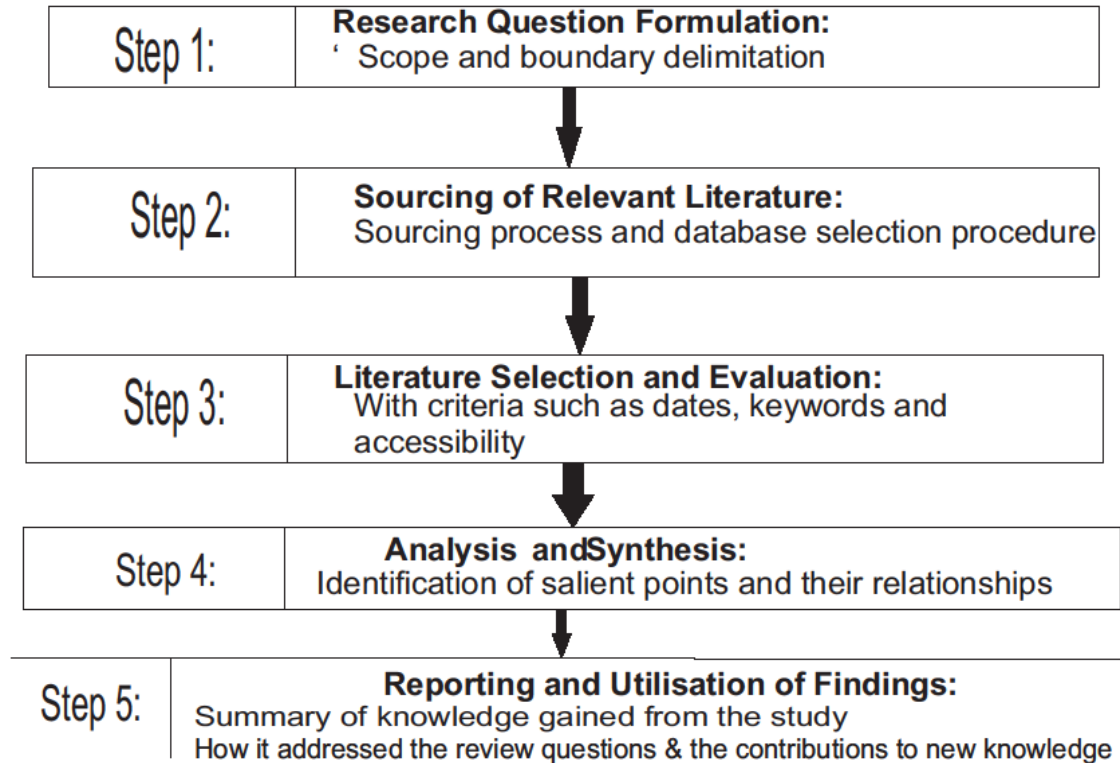 Step 1:
Research Question Formulation:
‘ Scope and boundary delimitation
Step 2:
Sourcing of Relevant Literature:
Sourcing process and database selection procedure
Step 3:
Literature Selection and Evaluation:
With criteria such as dates, keywords and
accessibility
Step 4:
Analysis andSynthesis:
Identification of salient points and their relationships
Step 5:
Reporting and Utilisation of Findings:
Summary of knowledge gained from the study
How it addressed the review questions & the contributions to new knowledge